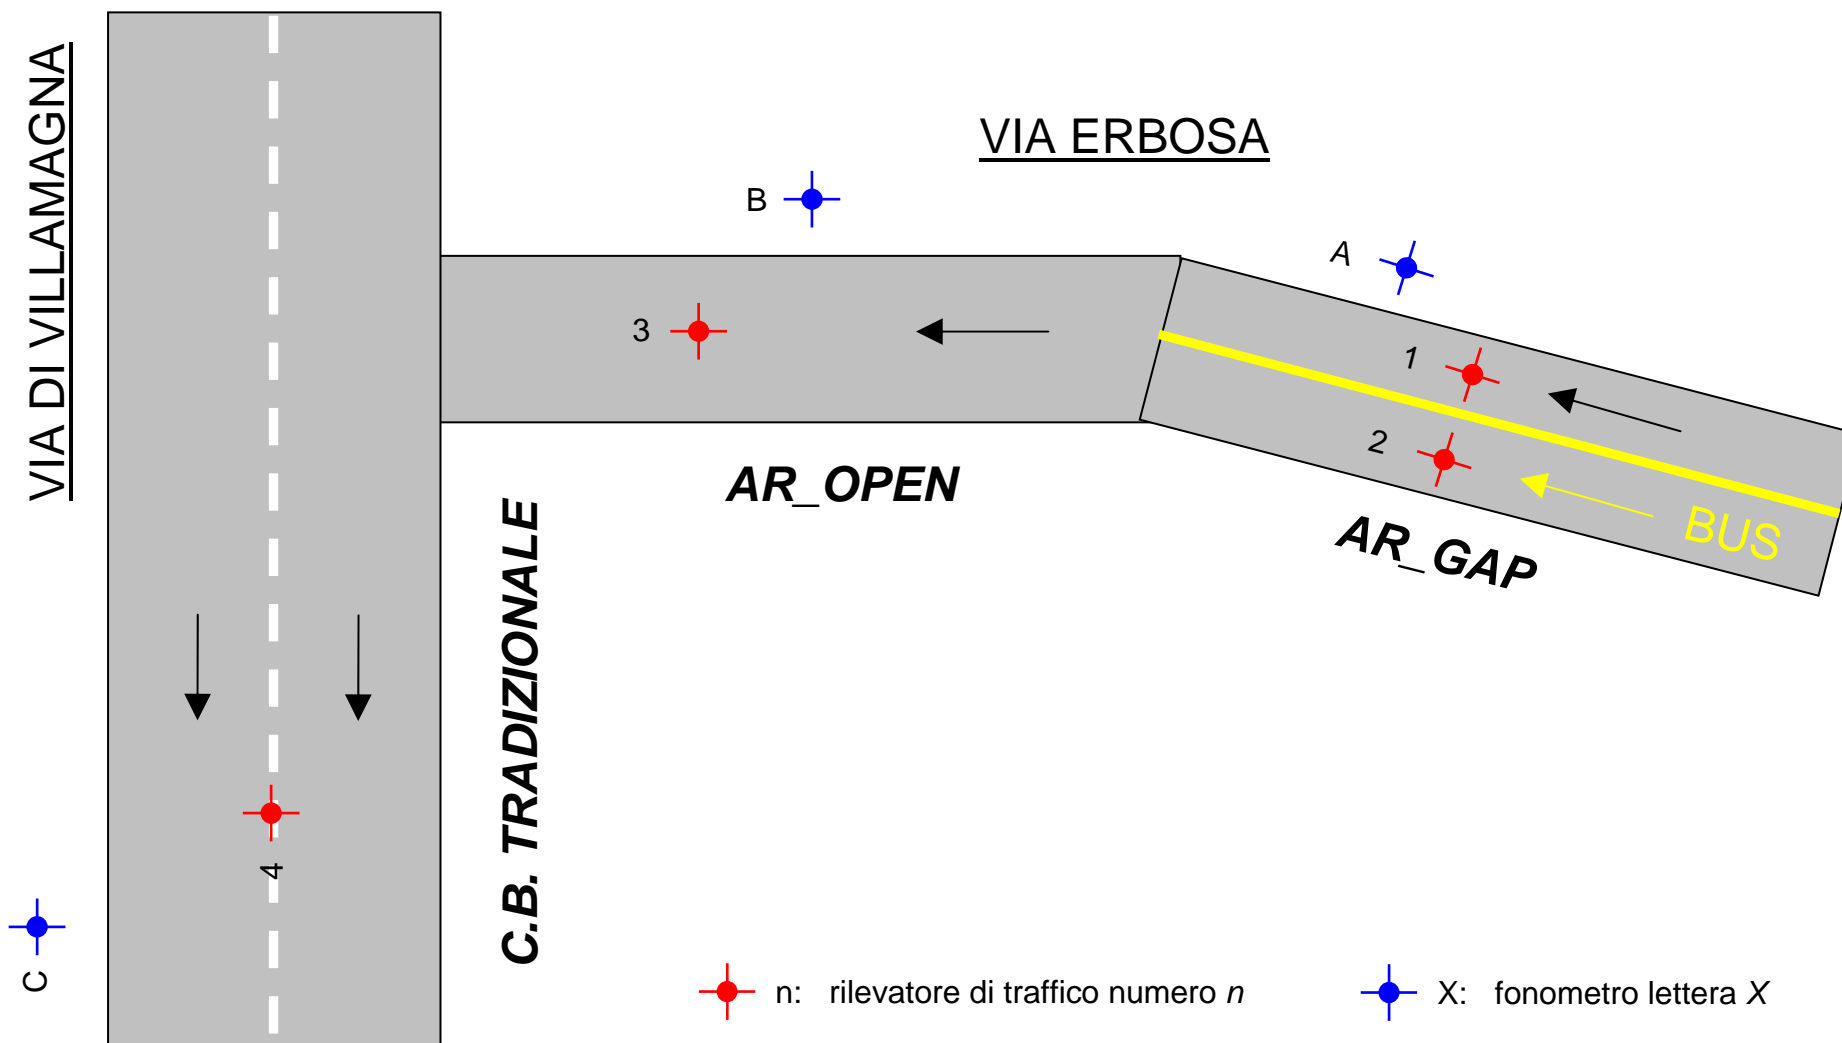 VIA DI VILLAMAGNA
VIA ERBOSA
B
A
3
1
2
BUS
AR_OPEN
AR_GAP
C.B. TRADIZIONALE
4
C
n: rilevatore di traffico numero n
X: fonometro lettera X